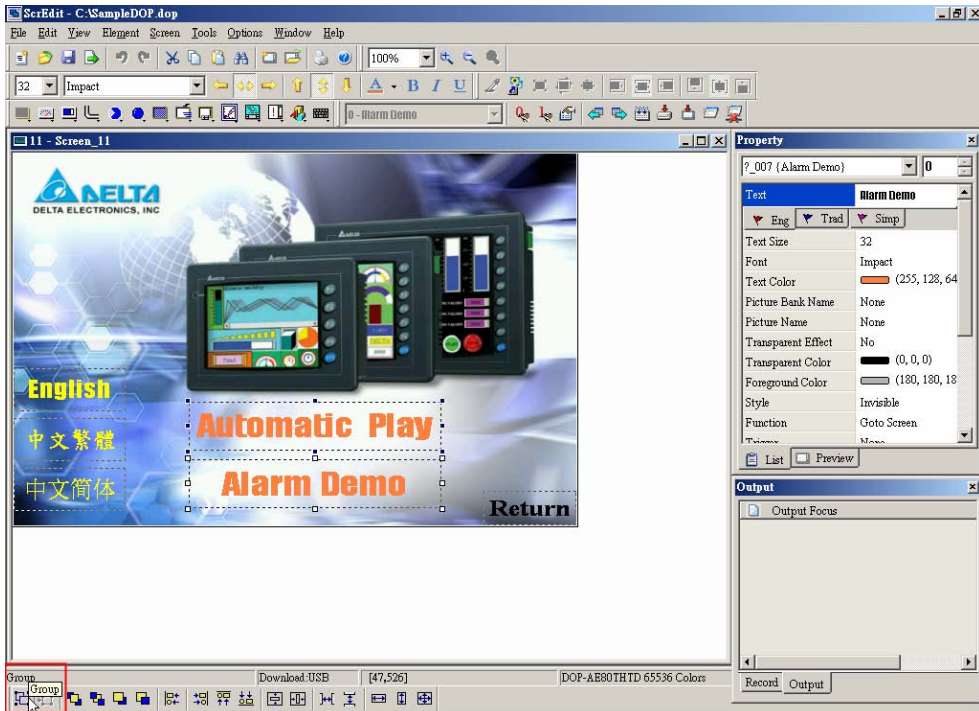 ScrEdit - C:\SampleDOP.dop
File Edit View Element Screen Tools Options Window Help
100%
32 Impact A B I U
0 - Alarm Demo
11 - Screen_11
DELTA
DELTA ELECTRONICS, INC
English
中文繁體
中文简体
Automatic Play
Alarm Demo
Return
Property
?_007 {Alarm Demo} 0
Text Alarm Demo
Eng Trad Simp
Text Size 32
Font Impact
Text Color (255, 128, 64
Picture Bank Name None
Picture Name None
Transparent Effect No
Transparent Color (0, 0, 0)
Foreground Color (180, 180, 18
Style Invisible
Function Goto Screen
Trigger None
List Preview
Output
Output Focus
Record Output
Group Download:USB [47,526] DOP-AE80THTD 65536 Colors
Group